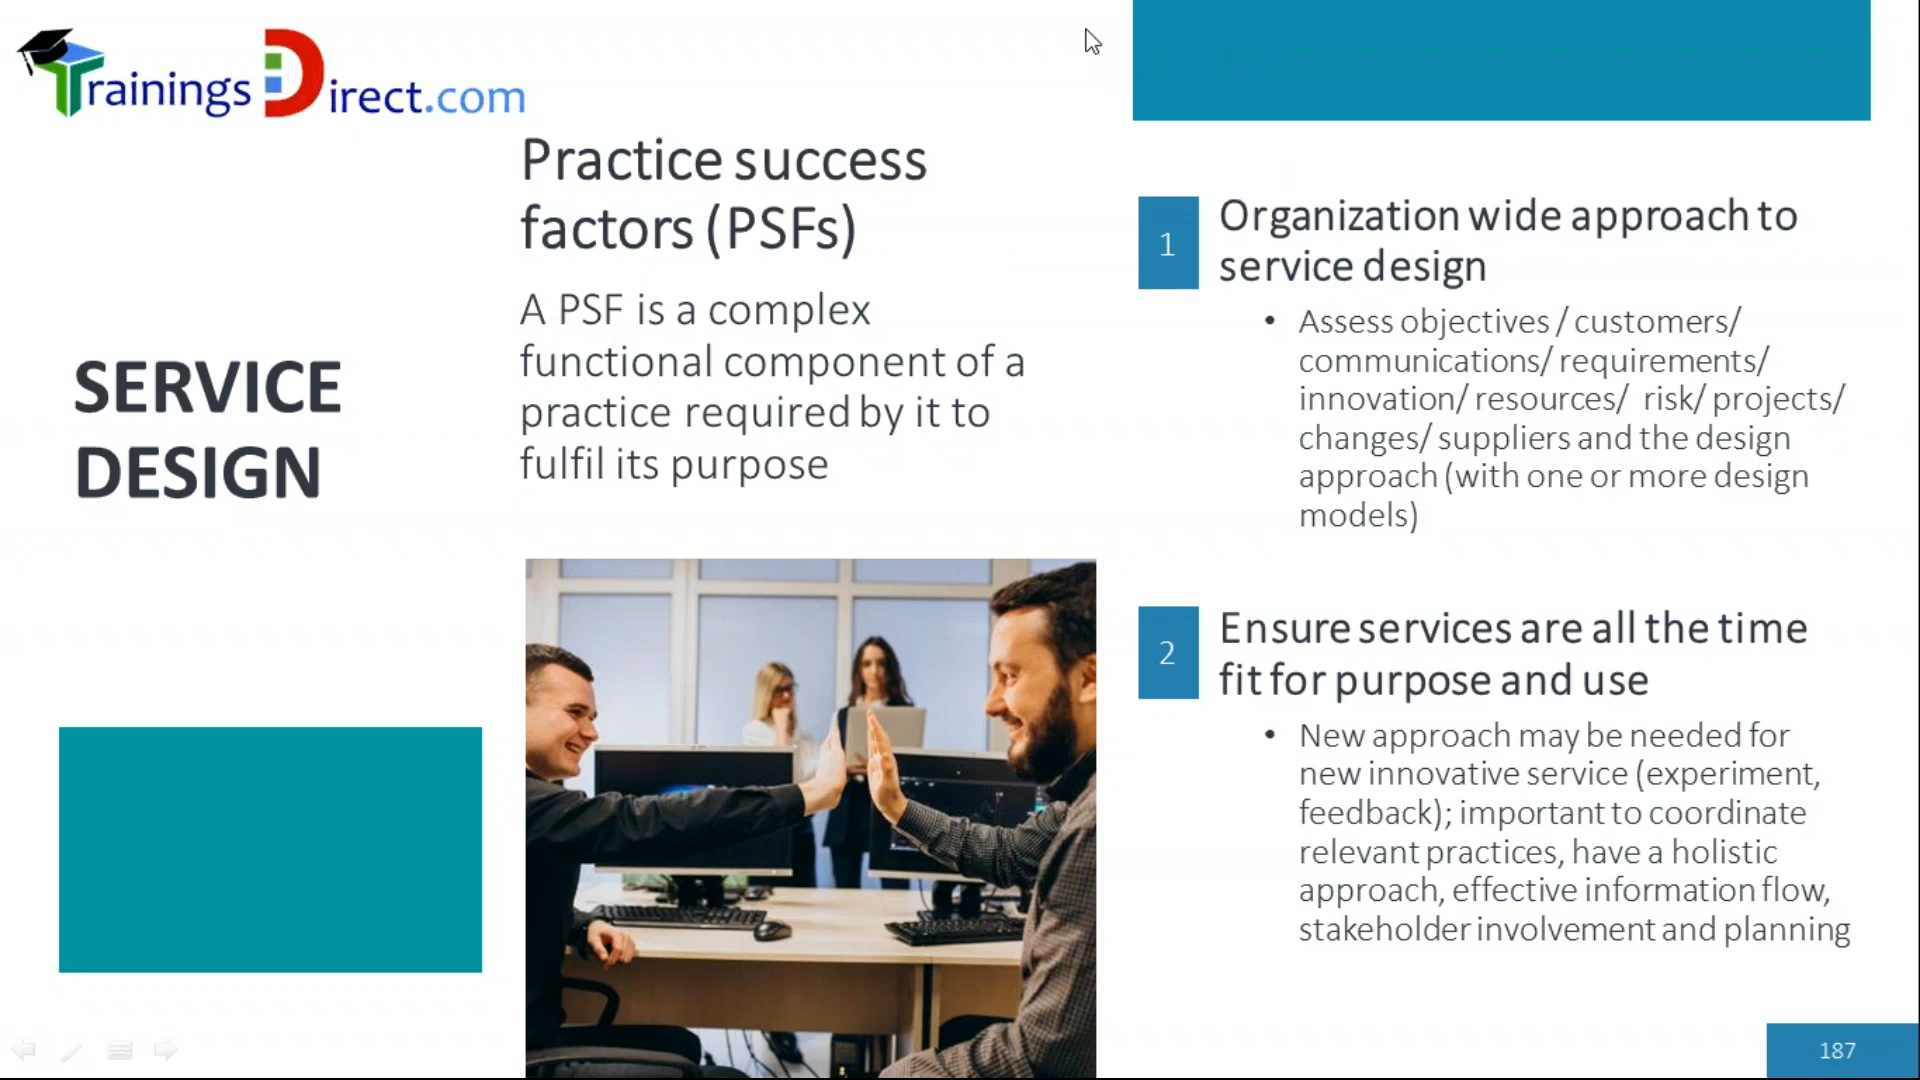 Trainings Direct.com
SERVICE
DESIGN
Practice success
factors (PSFs)
A PSF is a complex
functional component of a
practice required by it to
fulfil its purpose
1
Organization wide approach to
service design
• Assess objectives / customers/
communications/ requirements/
innovation/ resources/ risk/ projects/
changes/ suppliers and the design
approach (with one or more design
models)
2
Ensure services are all the time
fit for purpose and use
• New approach may be needed for
new innovative service (experiment,
feedback); important to coordinate
relevant practices, have a holistic
approach, effective information flow,
stakeholder involvement and planning
187